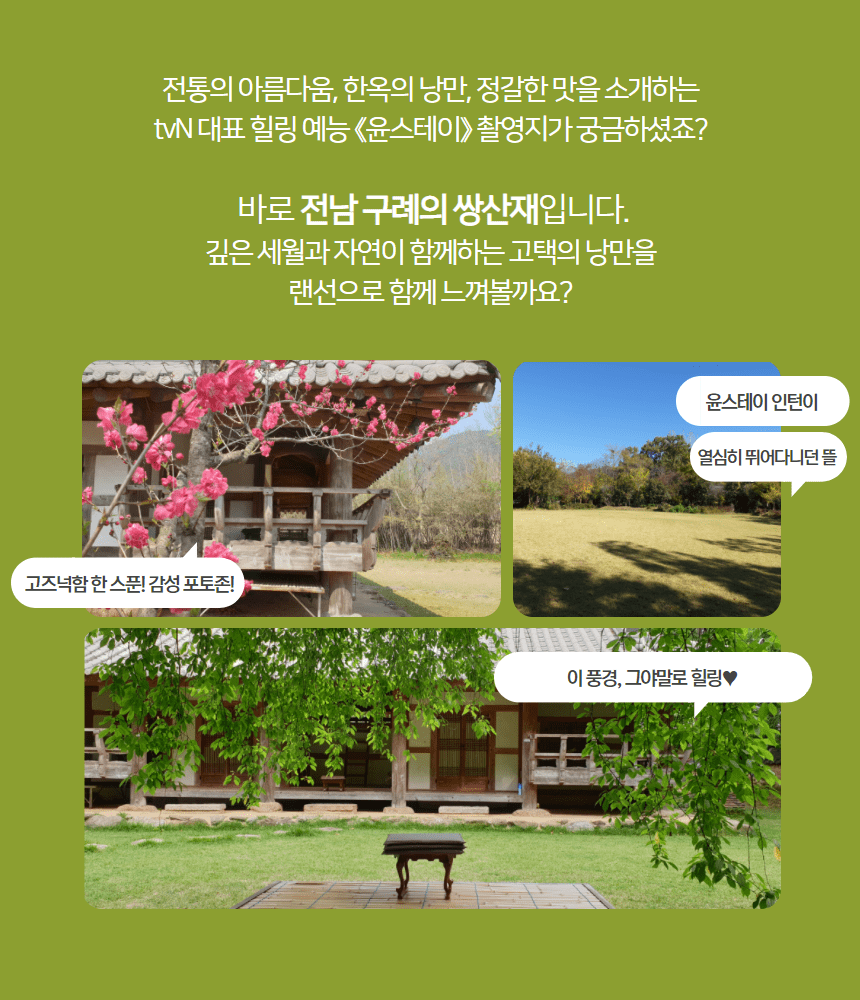 전통의 아름다움, 한옥의 낭만, 정갈한 맛을 소개하는
tvN 대표 힐링 예능 《윤스테이》 촬영지가 궁금하셨죠?
바로 전남 구례의 쌍산재입니다.
깊은 세월과 자연이 함께하는 고택의 낭만을
랜선으로 함께 느껴볼까요?
윤스테이 인턴이
열심히 뛰어다니던 뜰
고즈넉함 한 스푼! 감성 포토존!
이 풍경, 그야말로 힐링♥